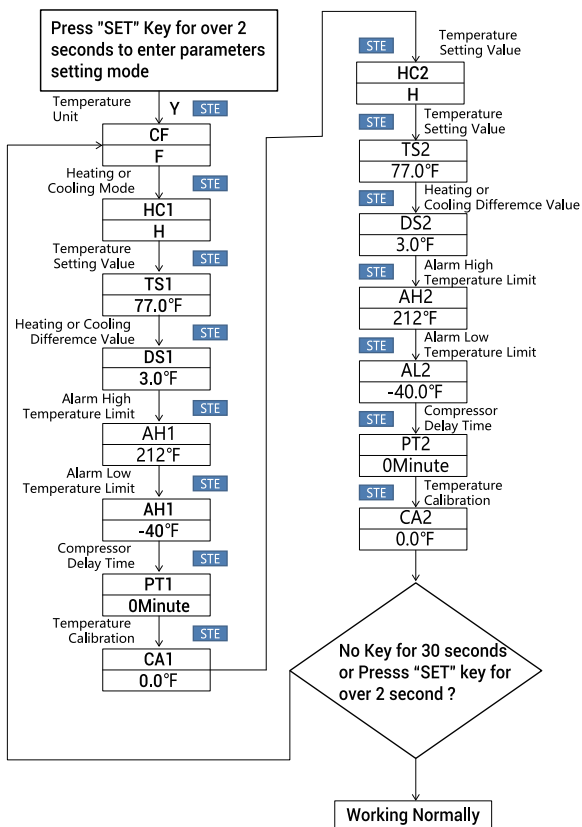 Press "SET" Key for over 2
seconds to enter parameters
setting mode
Temperature
Unit
Y
STE
CF
F
Heating or
Cooling Mode
STE
HC1
H
Temperature
Setting Value
STE
TS1
77.0°F
Heating or Cooling
Difference Value
STE
DS1
3.0°F
Alarm High
Temperature Limit
STE
AH1
212°F
Alarm Low
Temperature Limit
STE
AH1
-40°F
Compressor
Delay Time
STE
PT1
0Minute
Temperature
Calibration
STE
CA1
0.0°F
STE
Temperature
Setting Value
HC2
H
STE
Temperature
Setting Value
TS2
77.0°F
STE
Heating or
Cooling Difference Value
DS2
3.0°F
STE
Alarm High
Temperature Limit
AH2
212°F
STE
Alarm Low
Temperature Limit
AL2
-40.0°F
STE
Compressor
Delay Time
PT2
0Minute
STE
Temperature
Calibration
CA2
0.0°F
No Key for 30 seconds
or Presss “SET” key for
over 2 second ?
Working Normally